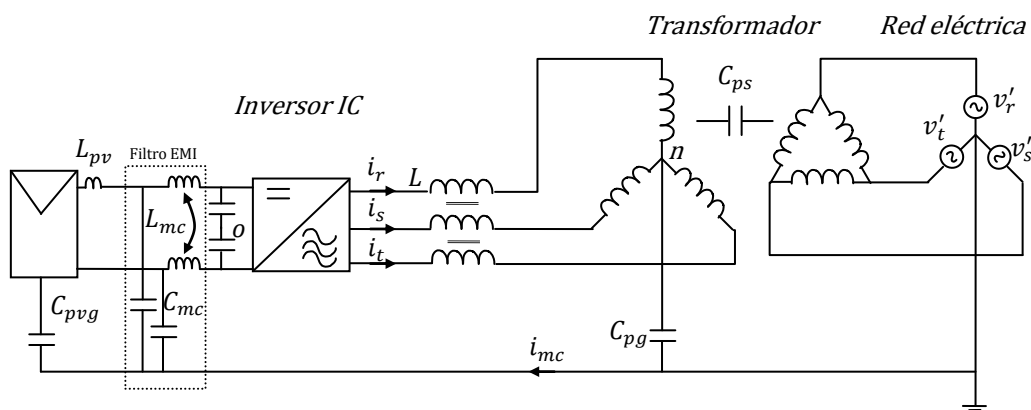 Transformador
Red eléctrica
Inversor IC
C_ps
v′_r
v′_t
v′_s
L_pv
Filtro EMI
n
i_r
L
i_s
i_t
L_mc
o
C_pvg
C_mc
C_pg
i_mc